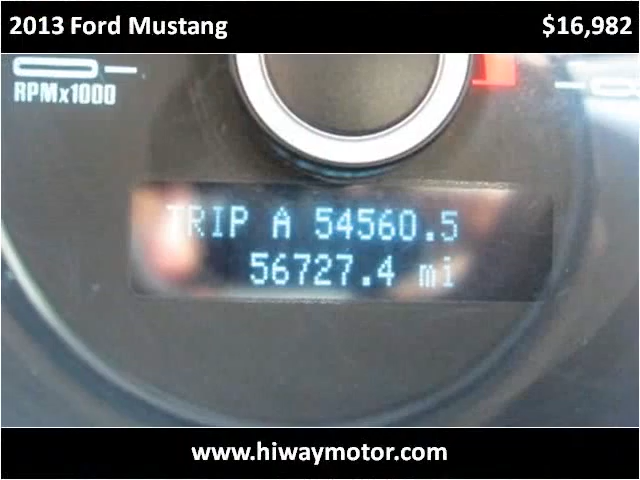 2013 Ford Mustang $16,982
RPMx1000
TRIP A 54560.5
56727.4 mi
www.hiwaymotor.com